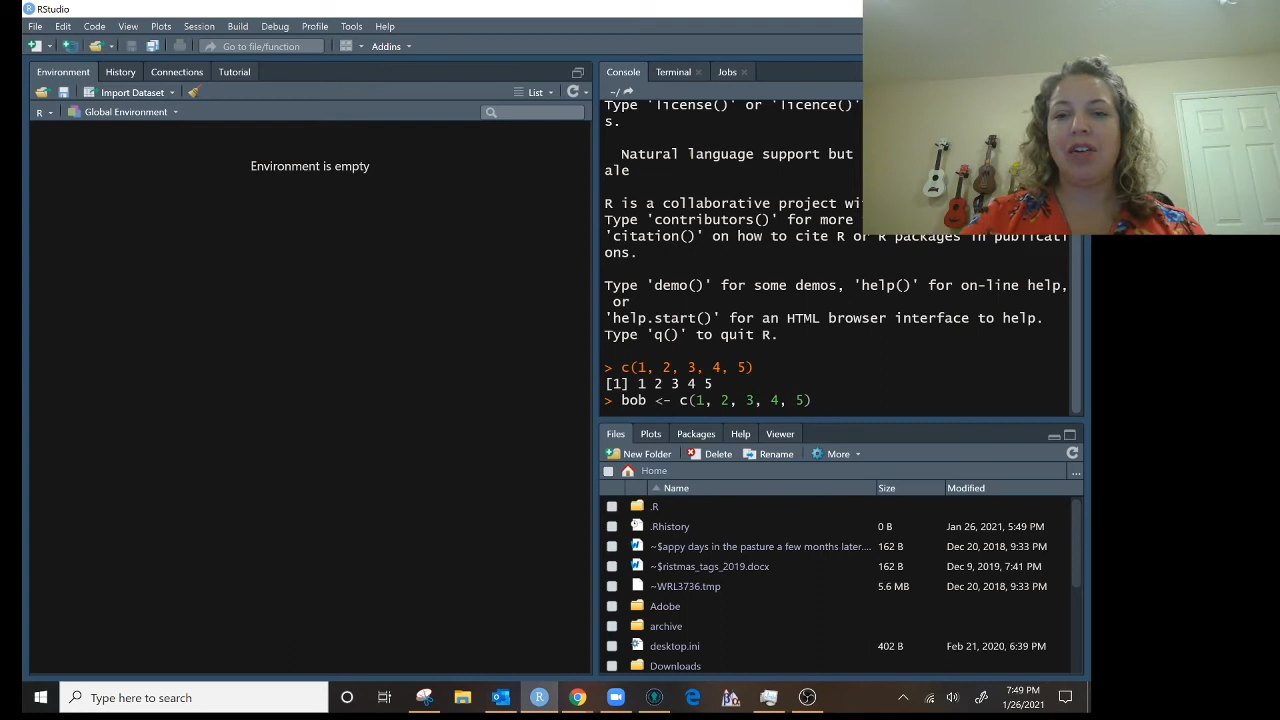 RStudio
File Edit Code View Plots Session Build Debug Profile Tools Help
Go to file/function Addins
Environment History Connections Tutorial
Import Dataset List
R Global Environment
Environment is empty
Console Terminal Jobs
~/
Type 'license()' or 'licence()'
s.
Natural language support but
ale
R is a collaborative project wi
Type 'contributors()' for more
'citation()' on how to cite R or R packages in publicati
ons.
Type 'demo()' for some demos, 'help()' for on-line help,
or
'help.start()' for an HTML browser interface to help.
Type 'q()' to quit R.
> c(1, 2, 3, 4, 5)
[1] 1 2 3 4 5
> bob <- c(1, 2, 3, 4, 5)
Files Plots Packages Help Viewer
New Folder Delete Rename More
Home ...
Name Size Modified
.R
.Rhistory 0 B Jan 26, 2021, 5:49 PM
~$appy days in the pasture a few months later.... 162 B Dec 20, 2018, 9:33 PM
~$ristmas_tags_2019.docx 162 B Dec 9, 2019, 7:41 PM
~WRL3736.tmp 5.6 MB Dec 20, 2018, 9:33 PM
Adobe
archive
desktop.ini 402 B Feb 21, 2020, 6:39 PM
Downloads
Type here to search
7:49 PM
1/26/2021